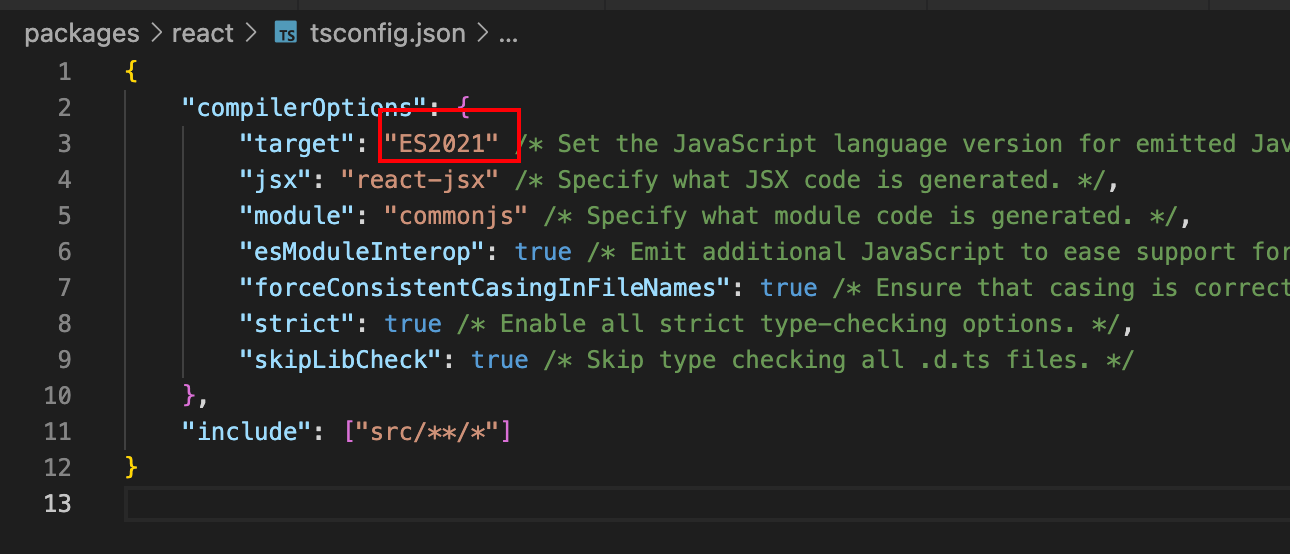 packages > react > TS tsconfig.json > ...
1 {
2 "compilerOptions": {
3 "target": "ES2021" /* Set the JavaScript language version for emitted Jav
4 "jsx": "react-jsx" /* Specify what JSX code is generated. */,
5 "module": "commonjs" /* Specify what module code is generated. */,
6 "esModuleInterop": true /* Emit additional JavaScript to ease support for
7 "forceConsistentCasingInFileNames": true /* Ensure that casing is correct
8 "strict": true /* Enable all strict type-checking options. */,
9 "skipLibCheck": true /* Skip type checking all .d.ts files. */
10 },
11 "include": ["src/**/*"]
12 }
13